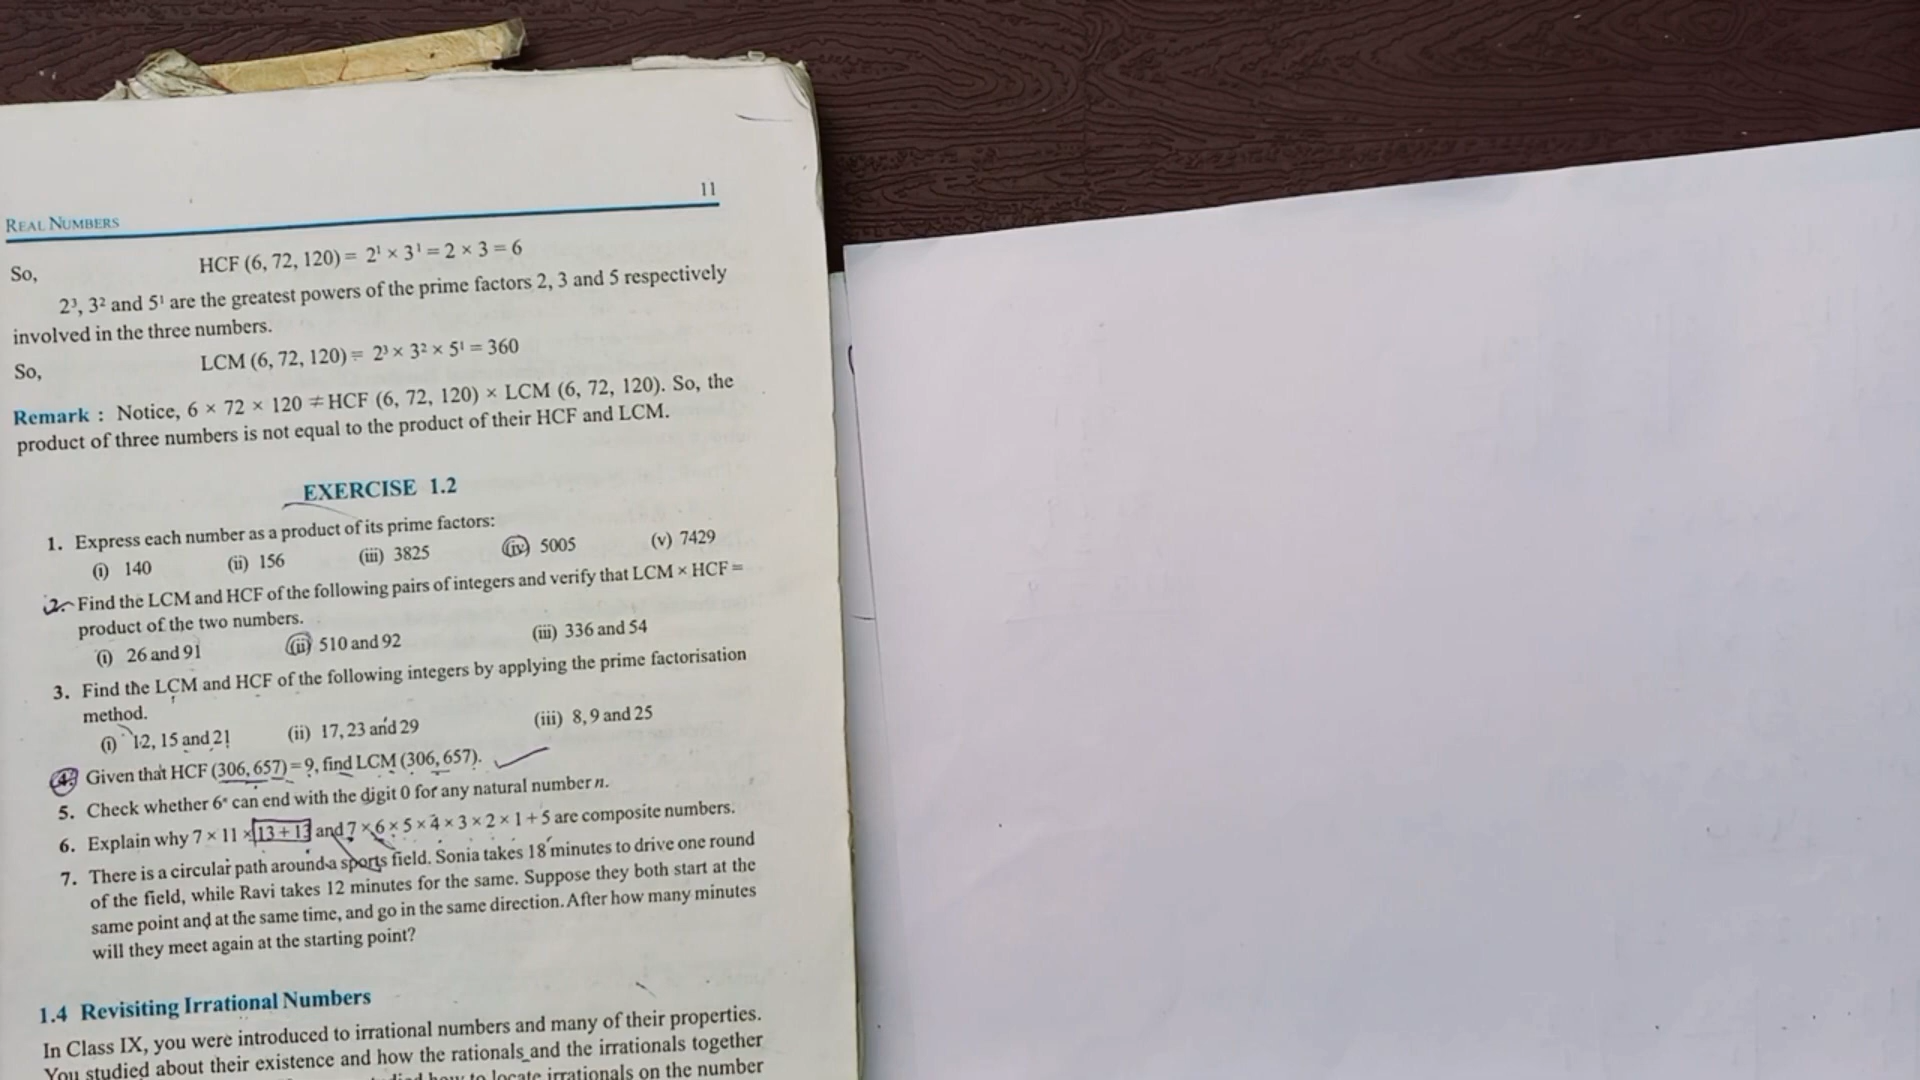 11
REAL NUMBERS
So, HCF (6, 72, 120) = 2¹ × 3¹ = 2 × 3 = 6
2³, 3² and 5¹ are the greatest powers of the prime factors 2, 3 and 5 respectively
involved in the three numbers.
So, LCM (6, 72, 120) = 2³ × 3² × 5¹ = 360
Remark : Notice, 6 × 72 × 120 ≠ HCF (6, 72, 120) × LCM (6, 72, 120). So, the
product of three numbers is not equal to the product of their HCF and LCM.
EXERCISE 1.2
1. Express each number as a product of its prime factors:
(i) 140 (ii) 156 (iii) 3825 (iv) 5005 (v) 7429
2. Find the LCM and HCF of the following pairs of integers and verify that LCM × HCF =
product of the two numbers.
(i) 26 and 91 (ii) 510 and 92 (iii) 336 and 54
3. Find the LCM and HCF of the following integers by applying the prime factorisation
method.
(i) 12, 15 and 21 (ii) 17, 23 and 29 (iii) 8, 9 and 25
4. Given that HCF (306, 657) = 9, find LCM (306, 657).
5. Check whether 6ⁿ can end with the digit 0 for any natural number n.
6. Explain why 7 × 11 × 13 + 13 and 7 × 6 × 5 × 4 × 3 × 2 × 1 + 5 are composite numbers.
7. There is a circular path around a sports field. Sonia takes 18 minutes to drive one round
of the field, while Ravi takes 12 minutes for the same. Suppose they both start at the
same point and at the same time, and go in the same direction. After how many minutes
will they meet again at the starting point?
1.4 Revisiting Irrational Numbers
In Class IX, you were introduced to irrational numbers and many of their properties.
You studied about their existence and how the rationals and the irrationals together
how to locate irrationals on the number